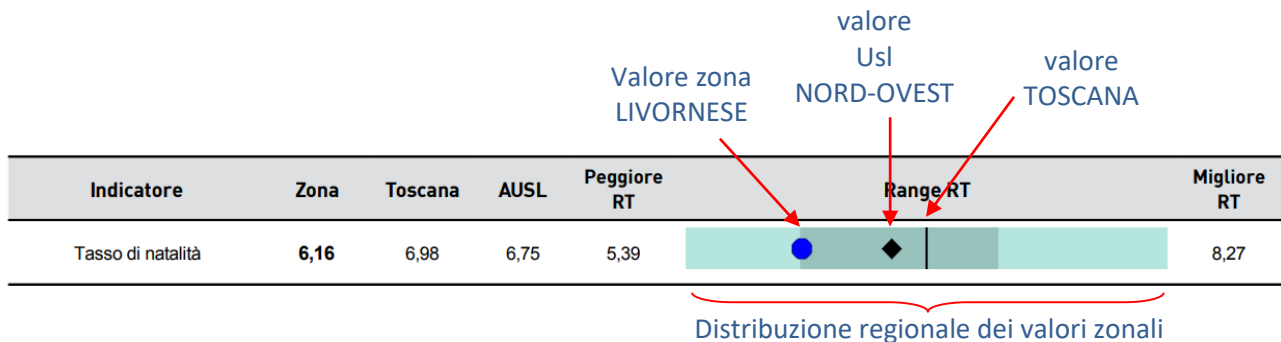 valore
Usl
NORD-OVEST
Valore zona
LIVORNESE
valore
TOSCANA
Indicatore Zona Toscana AUSL Peggiore RT Range RT Migliore RT
Tasso di natalità 6,16 6,98 6,75 5,39 8,27
Distribuzione regionale dei valori zonali